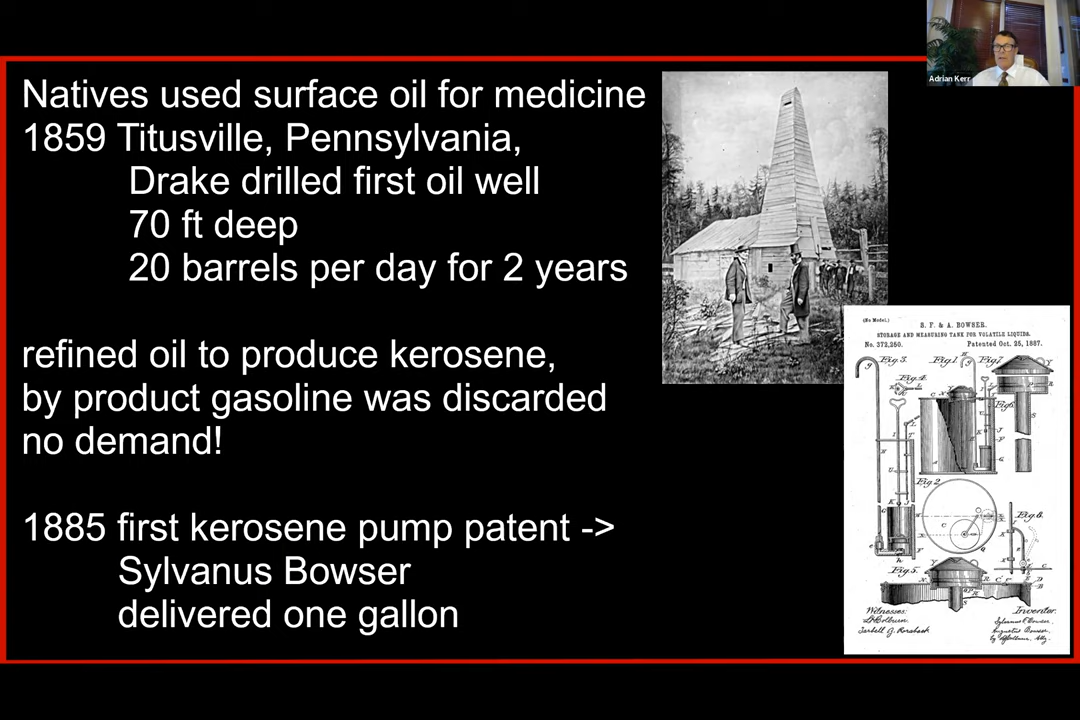 Natives used surface oil for medicine
1859 Titusville, Pennsylvania,
Drake drilled first oil well
70 ft deep
20 barrels per day for 2 years
refined oil to produce kerosene,
by product gasoline was discarded
no demand!
1885 first kerosene pump patent ->
Sylvanus Bowser
delivered one gallon
Adrian Kerr
(No Model.)
S. F. & A. BOWSER.
STORAGE AND MEASURING TANK FOR VOLATILE LIQUIDS.
No. 372,250. Patented Oct. 25, 1887.
Fig. 3.
Fig. 1
Fig. 7
Fig. 4.
Fig. 6.
Fig. 2
Fig. 8.
Fig. 5.
Witnesses:
Inventor: